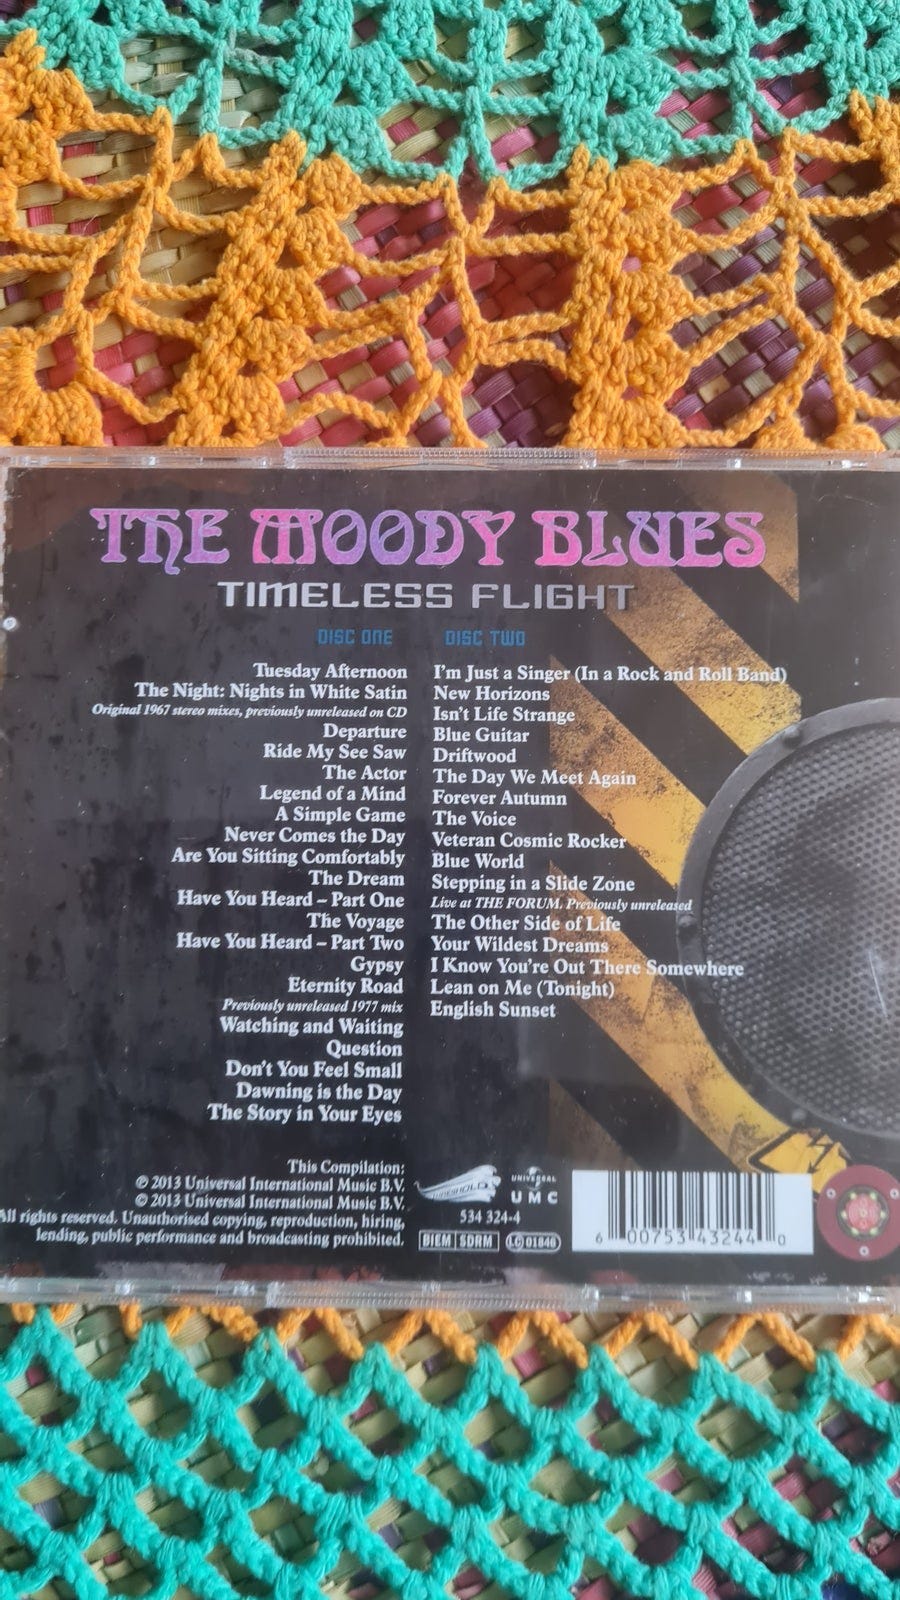 THE MOODY BLUES
TIMELESS FLIGHT
DISC ONE
Tuesday Afternoon
The Night: Nights in White Satin
Original 1967 stereo mixes, previously unreleased on CD
Departure
Ride My See Saw
The Actor
Legend of a Mind
A Simple Game
Never Comes the Day
Are You Sitting Comfortably
The Dream
Have You Heard – Part One
The Voyage
Have You Heard – Part Two
Gypsy
Eternity Road
Previously unreleased 1977 mix
Watching and Waiting
Question
Don't You Feel Small
Dawning is the Day
The Story in Your Eyes
DISC TWO
I'm Just a Singer (In a Rock and Roll Band)
New Horizons
Isn't Life Strange
Blue Guitar
Driftwood
The Day We Meet Again
Forever Autumn
The Voice
Veteran Cosmic Rocker
Blue World
Stepping in a Slide Zone
Live at THE FORUM. Previously unreleased
The Other Side of Life
Your Wildest Dreams
I Know You're Out There Somewhere
Lean on Me (Tonight)
English Sunset
This Compilation:
℗ 2013 Universal International Music B.V.
© 2013 Universal International Music B.V.
All rights reserved. Unauthorised copying, reproduction, hiring,
lending, public performance and broadcasting prohibited.
THRESHOLD
UNIVERSAL
UMC
534 324-4
BIEM SDRM LC 01846
6 00753 43244 0